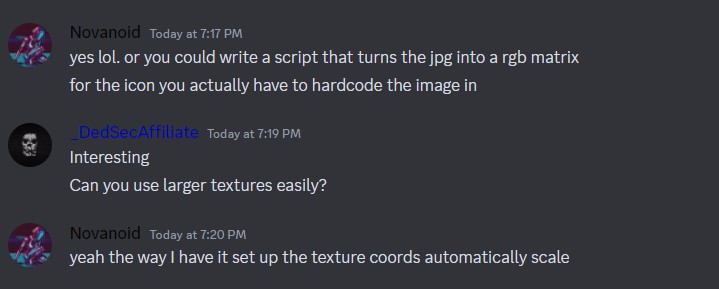 Novanoid Today at 7:17 PM
yes lol. or you could write a script that turns the jpg into a rgb matrix
for the icon you actually have to hardcode the image in
_DedSecAffiliate Today at 7:19 PM
Interesting
Can you use larger textures easily?
Novanoid Today at 7:20 PM
yeah the way I have it set up the texture coords automatically scale